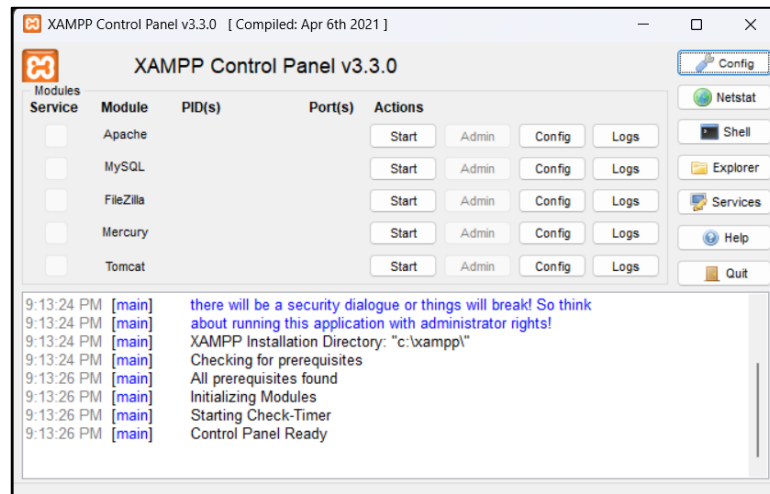 XAMPP Control Panel v3.3.0 [ Compiled: Apr 6th 2021 ]
XAMPP Control Panel v3.3.0
Config
Netstat
Shell
Explorer
Services
Help
Quit
Modules
Service Module PID(s) Port(s) Actions
Apache Start Admin Config Logs
MySQL Start Admin Config Logs
FileZilla Start Admin Config Logs
Mercury Start Admin Config Logs
Tomcat Start Admin Config Logs
9:13:24 PM [main] there will be a security dialogue or things will break! So think
9:13:24 PM [main] about running this application with administrator rights!
9:13:24 PM [main] XAMPP Installation Directory: "c:\xampp\"
9:13:24 PM [main] Checking for prerequisites
9:13:26 PM [main] All prerequisites found
9:13:26 PM [main] Initializing Modules
9:13:26 PM [main] Starting Check-Timer
9:13:26 PM [main] Control Panel Ready